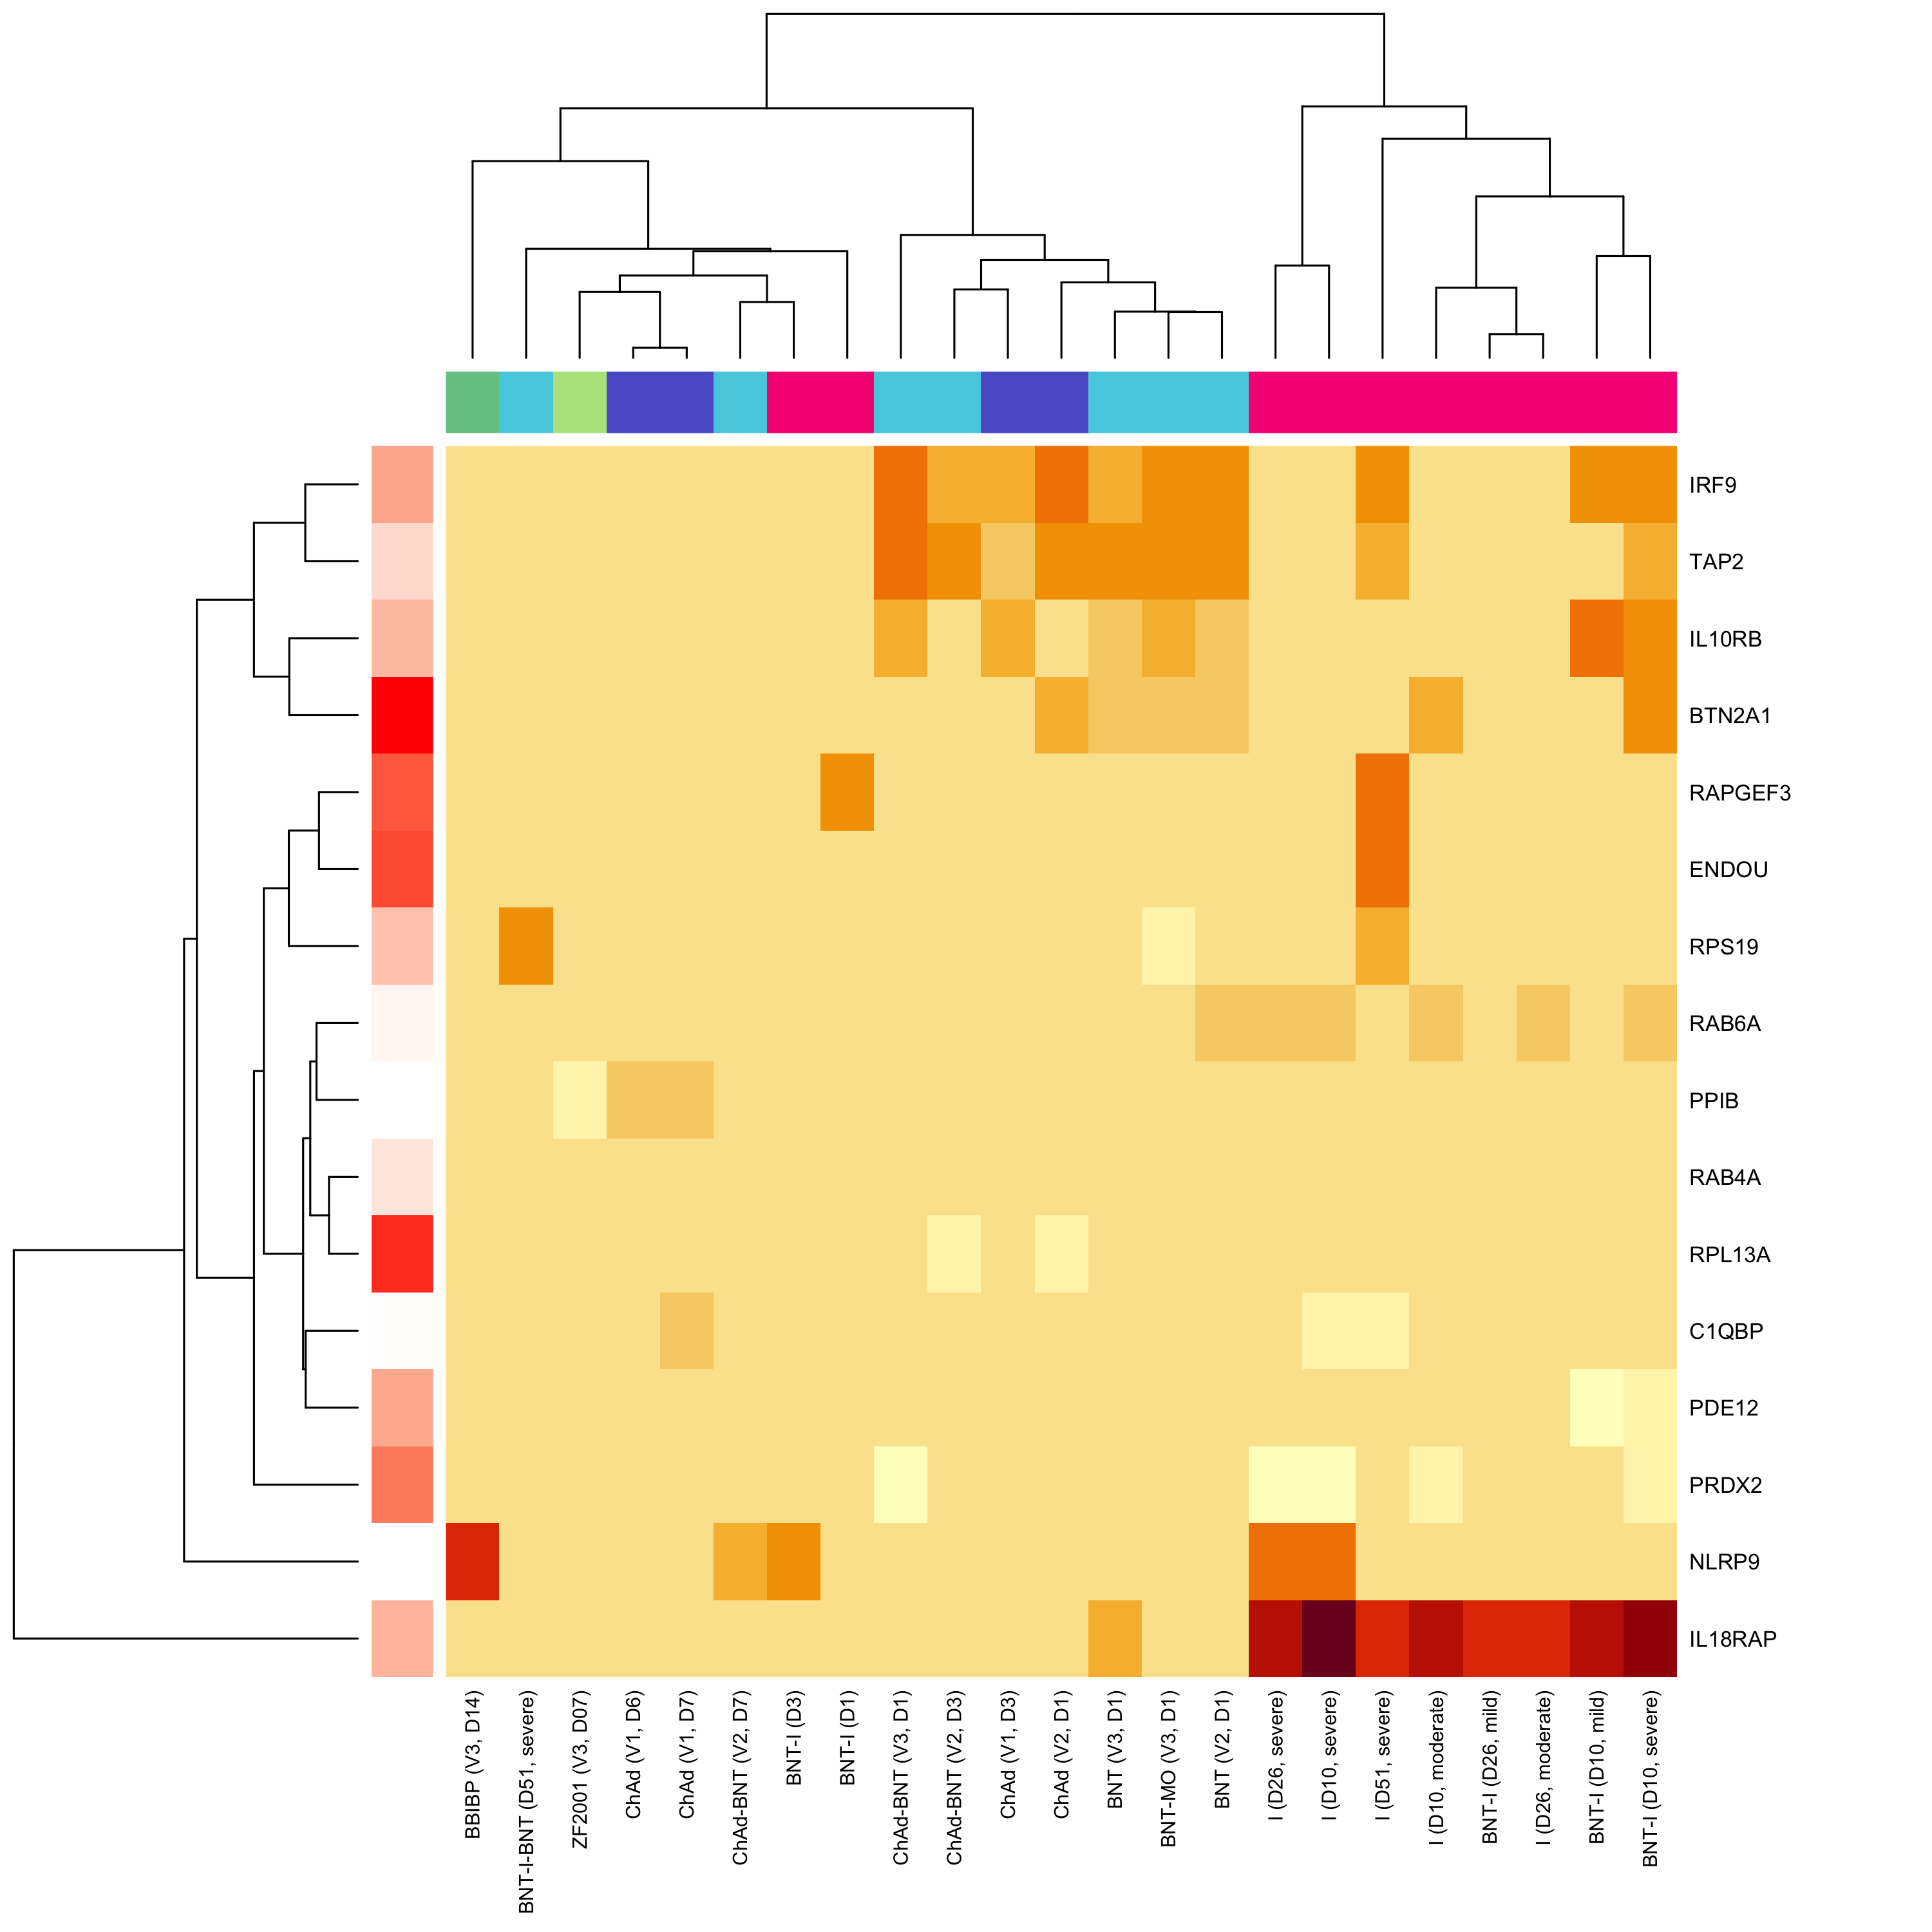 IRF9
TAP2
IL10RB
BTN2A1
RAPGEF3
ENDOU
RPS19
RAB6A
PPIB
RAB4A
RPL13A
C1QBP
PDE12
PRDX2
NLRP9
IL18RAP
BBIBP (V3, D14)
BNT-I-BNT (D51, severe)
ZF2001 (V3, D07)
ChAd (V1, D6)
ChAd (V1, D7)
ChAd-BNT (V2, D7)
BNT-I (D3)
BNT-I (D1)
ChAd-BNT (V3, D1)
ChAd-BNT (V2, D3)
ChAd (V1, D3)
ChAd (V2, D1)
BNT (V3, D1)
BNT-MO (V3, D1)
BNT (V2, D1)
I (D26, severe)
I (D10, severe)
I (D51, severe)
I (D10, moderate)
BNT-I (D26, mild)
I (D26, moderate)
BNT-I (D10, mild)
BNT-I (D10, severe)